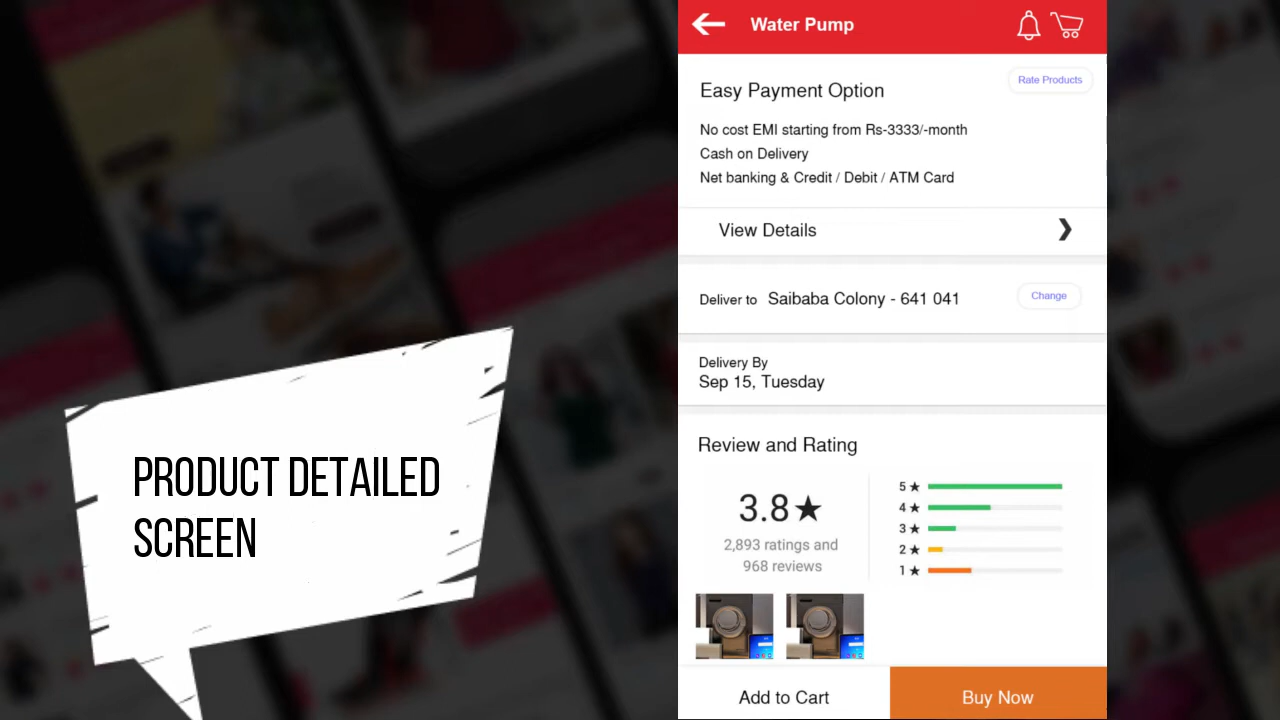 PRODUCT DETAILED
SCREEN
Water Pump
Rate Products
Easy Payment Option
No cost EMI starting from Rs-3333/-month
Cash on Delivery
Net banking & Credit / Debit / ATM Card
View Details
Deliver to Saibaba Colony - 641 041
Change
Delivery By
Sep 15, Tuesday
Review and Rating
3.8★
2,893 ratings and
968 reviews
5 ★
4 ★
3 ★
2 ★
1 ★
Add to Cart
Buy Now